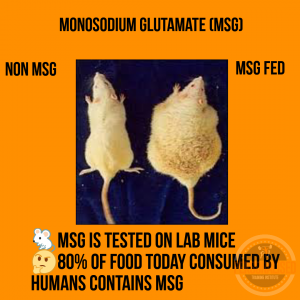 MONOSODIUM GLUTAMATE (MSG)
NON MSG
MSG FED
MSG IS TESTED ON LAB MICE
80% OF FOOD TODAY CONSUMED BY
HUMANS CONTAINS MSG